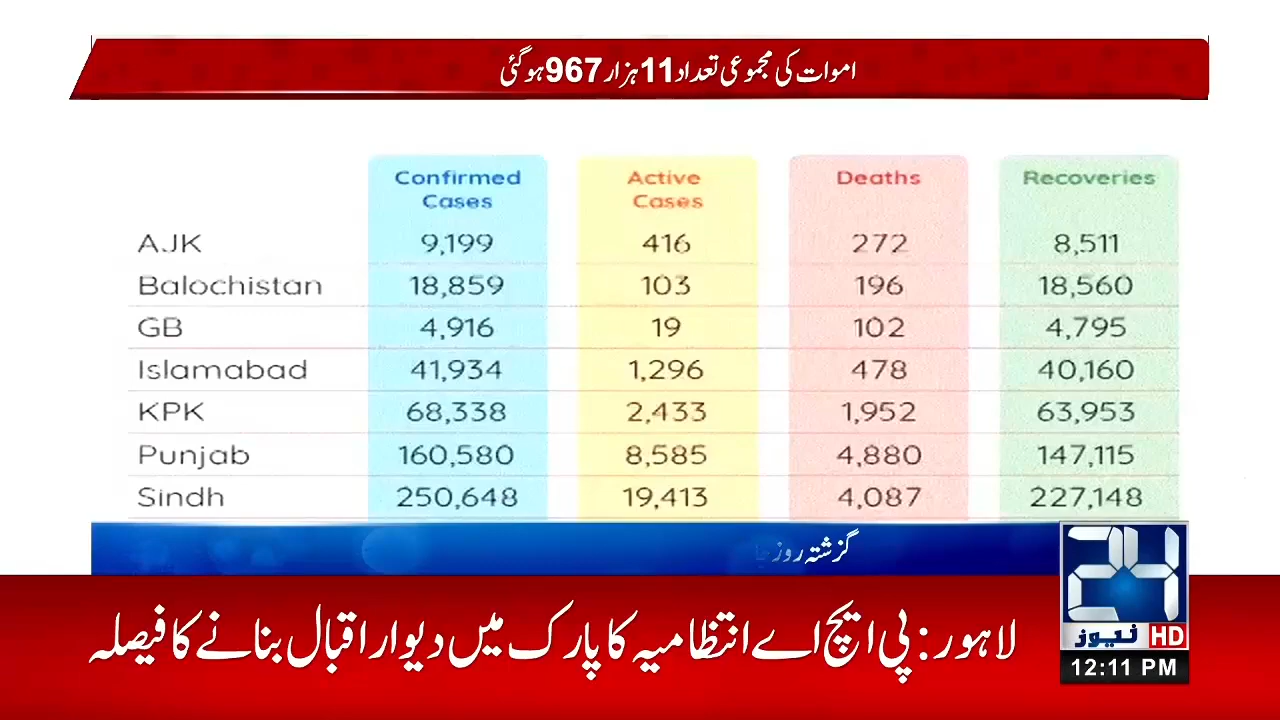 اموات کی مجموعی تعداد 11 ہزار 967 ہوگئی
Confirmed Cases Active Cases Deaths Recoveries
AJK 9,199 416 272 8,511
Balochistan 18,859 103 196 18,560
GB 4,916 19 102 4,795
Islamabad 41,934 1,296 478 40,160
KPK 68,338 2,433 1,952 63,953
Punjab 160,580 8,585 4,880 147,115
Sindh 250,648 19,413 4,087 227,148
گزشتہ روز
24
نیوز HD
لاہور: پی ایچ اے انتظامیہ کا پارک میں دیوار اقبال بنانے کا فیصلہ
12:11 PM